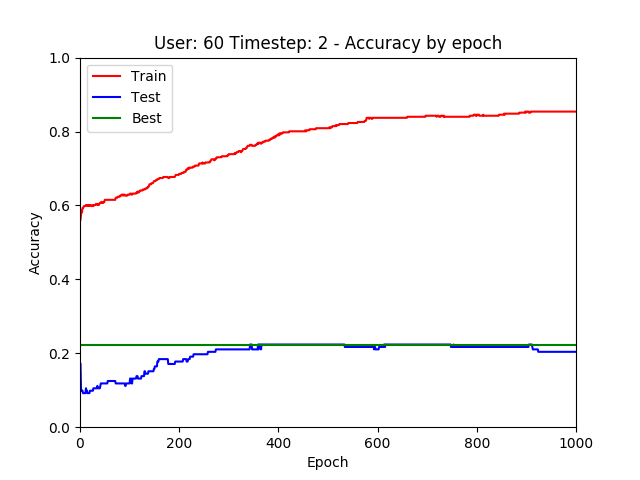 User: 60 Timestep: 2 - Accuracy by epoch
1.0
0.8
0.6
0.4
0.2
0.0
Accuracy
Train
Test
Best
0 200 400 600 800 1000
Epoch